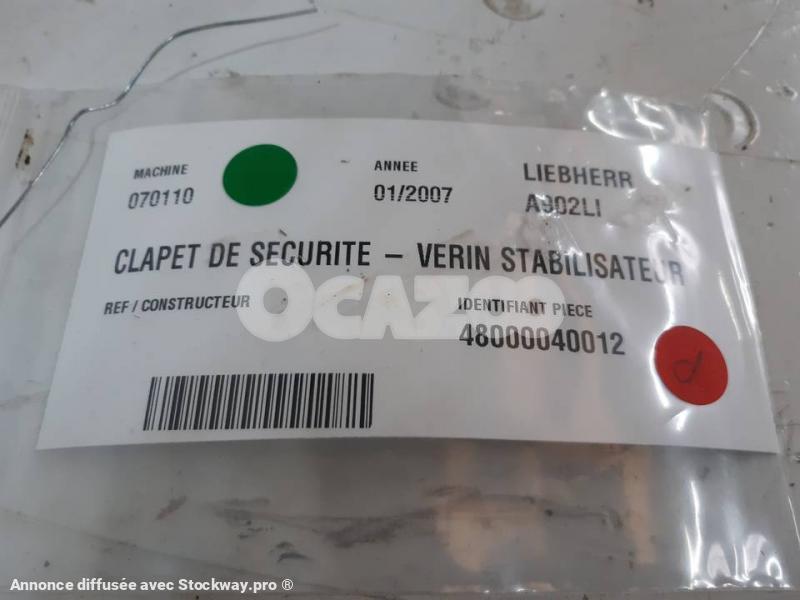 MACHINE
070110
ANNEE
01/2007
LIEBHERR
A902LI
CLAPET DE SECURITE – VERIN STABILISATEUR
REF / CONSTRUCTEUR
IDENTIFIANT PIECE
48000040012
OCAZOO
Annonce diffusée avec Stockway.pro ®